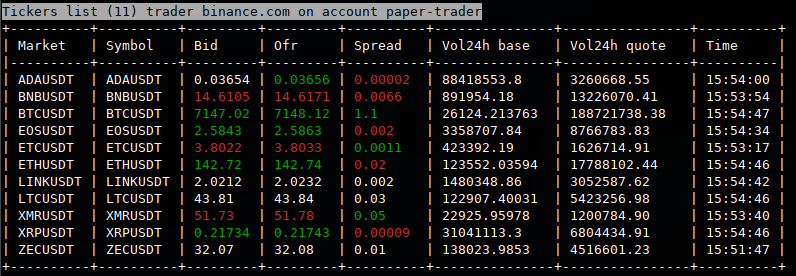 Tickers list (11) trader binance.com on account paper-trader
| Market | Symbol | Bid | Ofr | Spread | Vol24h base | Vol24h quote | Time |
| ADAUSDT | ADAUSDT | 0.03654 | 0.03656 | 0.00002 | 88418553.8 | 3260668.55 | 15:54:00 |
| BNBUSDT | BNBUSDT | 14.6105 | 14.6171 | 0.0066 | 891954.18 | 13226070.41 | 15:53:54 |
| BTCUSDT | BTCUSDT | 7147.02 | 7148.12 | 1.1 | 26124.213763 | 188721738.38 | 15:54:47 |
| EOSUSDT | EOSUSDT | 2.5843 | 2.5863 | 0.002 | 3358707.84 | 8766783.83 | 15:54:34 |
| ETCUSDT | ETCUSDT | 3.8022 | 3.8033 | 0.0011 | 423392.19 | 1626714.91 | 15:53:17 |
| ETHUSDT | ETHUSDT | 142.72 | 142.74 | 0.02 | 123552.03594 | 17788102.44 | 15:54:46 |
| LINKUSDT | LINKUSDT | 2.0212 | 2.0232 | 0.002 | 1480348.86 | 3052587.62 | 15:54:42 |
| LTCUSDT | LTCUSDT | 43.81 | 43.84 | 0.03 | 122907.40031 | 5423256.98 | 15:54:46 |
| XMRUSDT | XMRUSDT | 51.73 | 51.78 | 0.05 | 22925.95978 | 1200784.90 | 15:53:40 |
| XRPUSDT | XRPUSDT | 0.21734 | 0.21743 | 0.00009 | 31041113.3 | 6804434.91 | 15:54:46 |
| ZECUSDT | ZECUSDT | 32.07 | 32.08 | 0.01 | 138023.9853 | 4516601.23 | 15:51:47 |